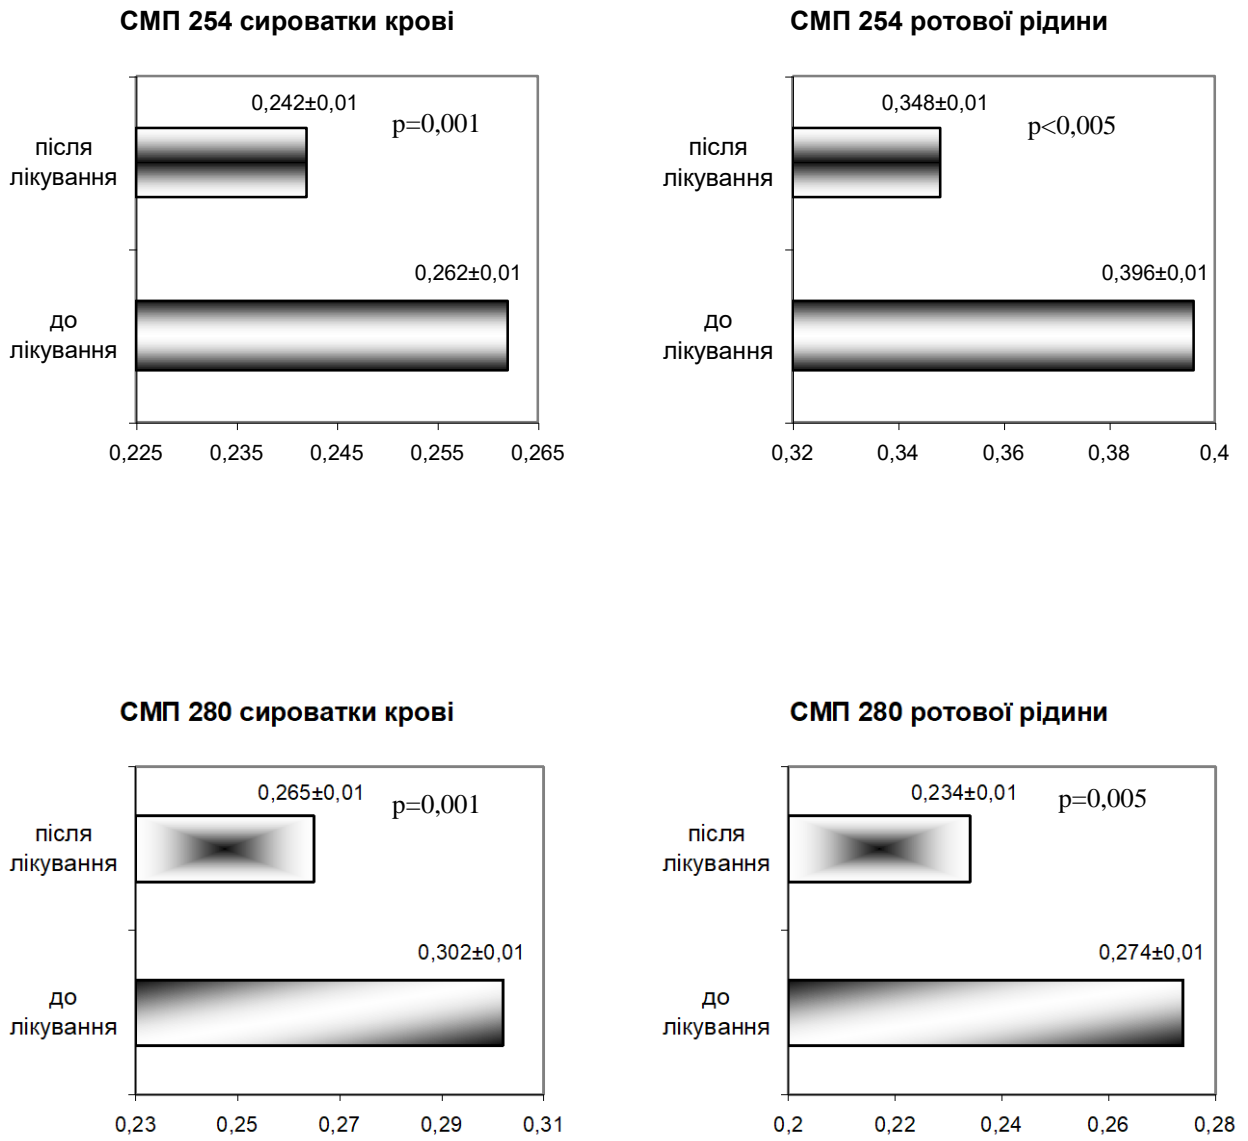 СМП 254 сироватки крові
0,242±0,01
p=0,001
після
лікування
0,262±0,01
до
лікування
0,225 0,235 0,245 0,255 0,265
СМП 254 ротової рідини
0,348±0,01
p<0,005
після
лікування
0,396±0,01
до
лікування
0,32 0,34 0,36 0,38 0,4
СМП 280 сироватки крові
0,265±0,01
p=0,001
після
лікування
0,302±0,01
до
лікування
0,23 0,25 0,27 0,29 0,31
СМП 280 ротової рідини
0,234±0,01
p=0,005
після
лікування
0,274±0,01
до
лікування
0,2 0,22 0,24 0,26 0,28